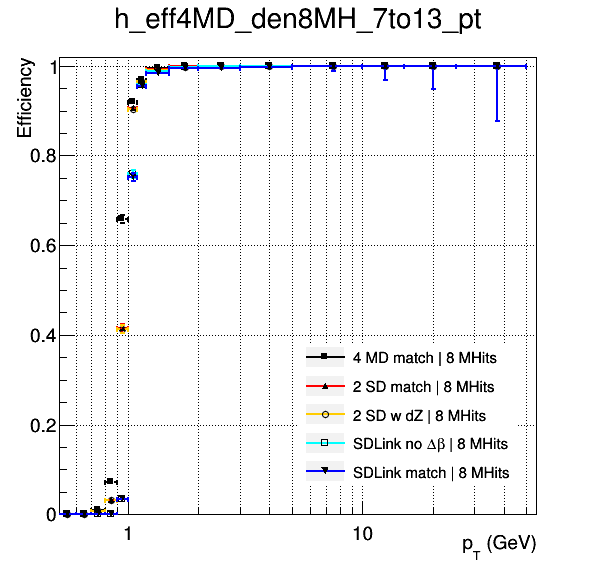 h_eff4MD_den8MH_7to13_pt
Efficiency
1
0.8
0.6
0.4
0.2
0
4 MD match | 8 MHits
2 SD match | 8 MHits
2 SD w dZ | 8 MHits
SDLink no Δβ | 8 MHits
SDLink match | 8 MHits
1
10
p_T (GeV)